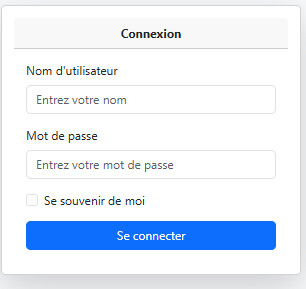 Connexion
Nom d'utilisateur
Entrez votre nom
Mot de passe
Entrez votre mot de passe
Se souvenir de moi
Se connecter